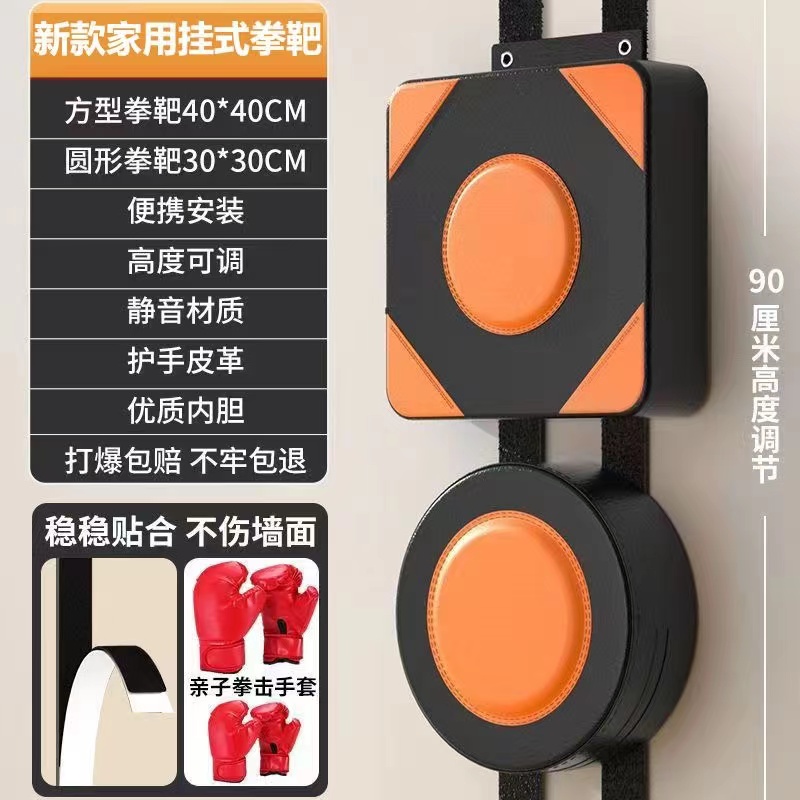 新款家用挂式拳靶
方型拳靶40*40CM
圆形拳靶30*30CM
便携安装
高度可调
静音材质
护手皮革
优质内胆
打爆包赔 不牢包退
稳稳贴合 不伤墙面
亲子拳击手套
90厘米高度调节